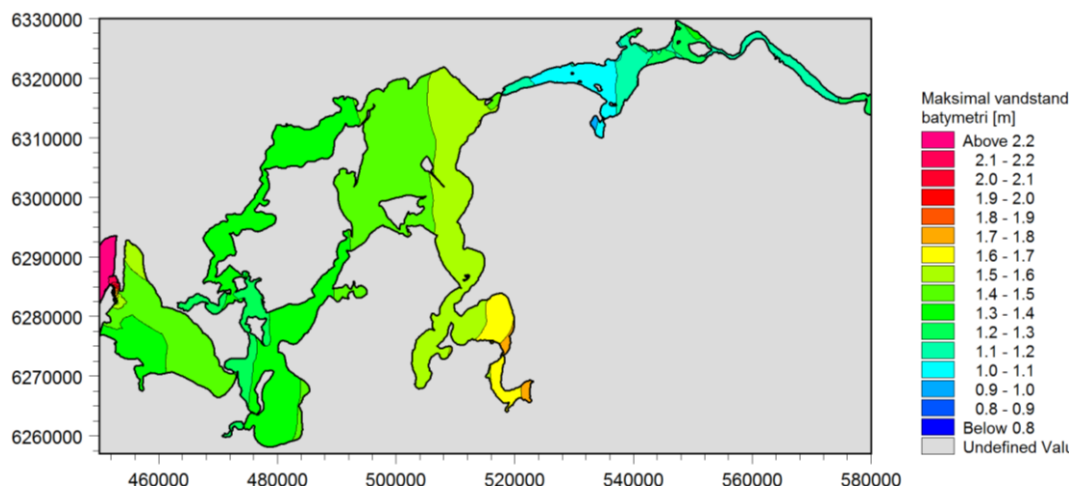 6330000
6320000
6310000
6300000
6290000
6280000
6270000
6260000
460000 480000 500000 520000 540000 560000 580000
Maksimal vandstand
batymetri [m]
Above 2.2
2.1 - 2.2
2.0 - 2.1
1.9 - 2.0
1.8 - 1.9
1.7 - 1.8
1.6 - 1.7
1.5 - 1.6
1.4 - 1.5
1.3 - 1.4
1.2 - 1.3
1.1 - 1.2
1.0 - 1.1
0.9 - 1.0
0.8 - 0.9
Below 0.8
Undefined Valu